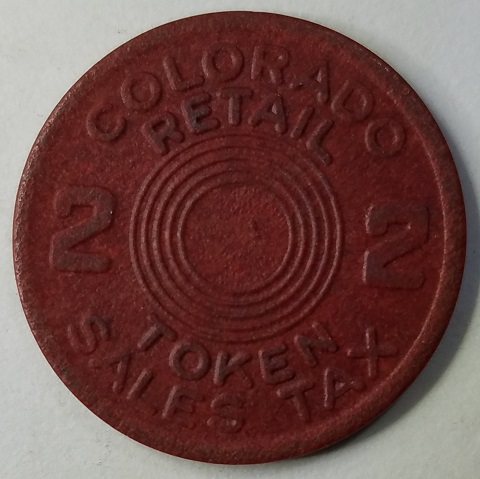 COLORADO
RETAIL
2 2
TOKEN
SALES TAX